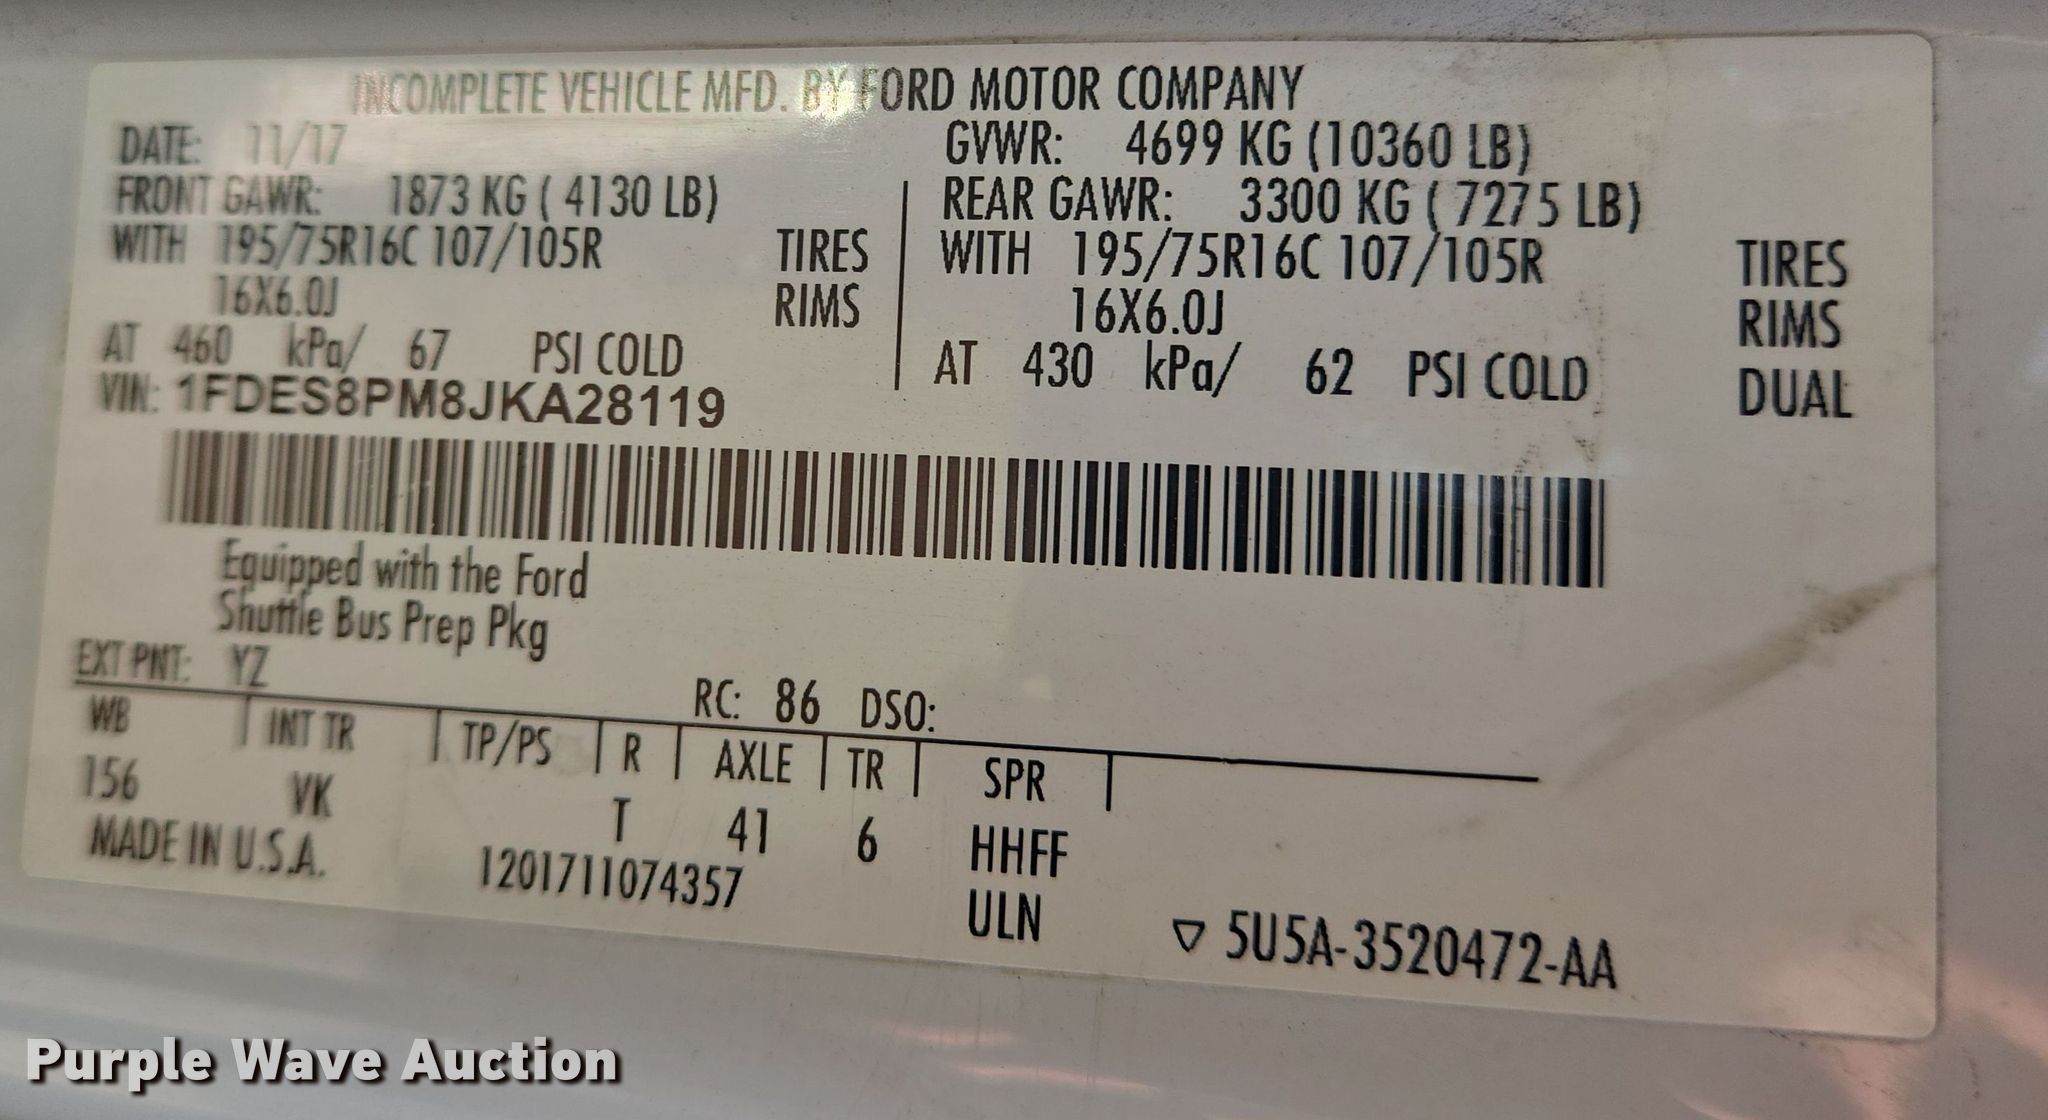 INCOMPLETE VEHICLE MFD. BY FORD MOTOR COMPANY
DATE: 11/17 GVWR: 4699 KG (10360 LB)
FRONT GAWR: 1873 KG ( 4130 LB) REAR GAWR: 3300 KG ( 7275 LB)
WITH 195/75R16C 107/105R TIRES WITH 195/75R16C 107/105R TIRES
16X6.0J RIMS 16X6.0J RIMS
AT 460 kPa/ 67 PSI COLD AT 430 kPa/ 62 PSI COLD DUAL
VIN: 1FDES8PM8JKA28119
Equipped with the Ford
Shuttle Bus Prep Pkg
EXT PNT: YZ RC: 86 DSO:
WB INT TR TP/PS R AXLE TR SPR
156 VK T 41 6 HHFF
MADE IN U.S.A. 1201711074357 ULN
▽ 5U5A-3520472-AA
Purple Wave Auction